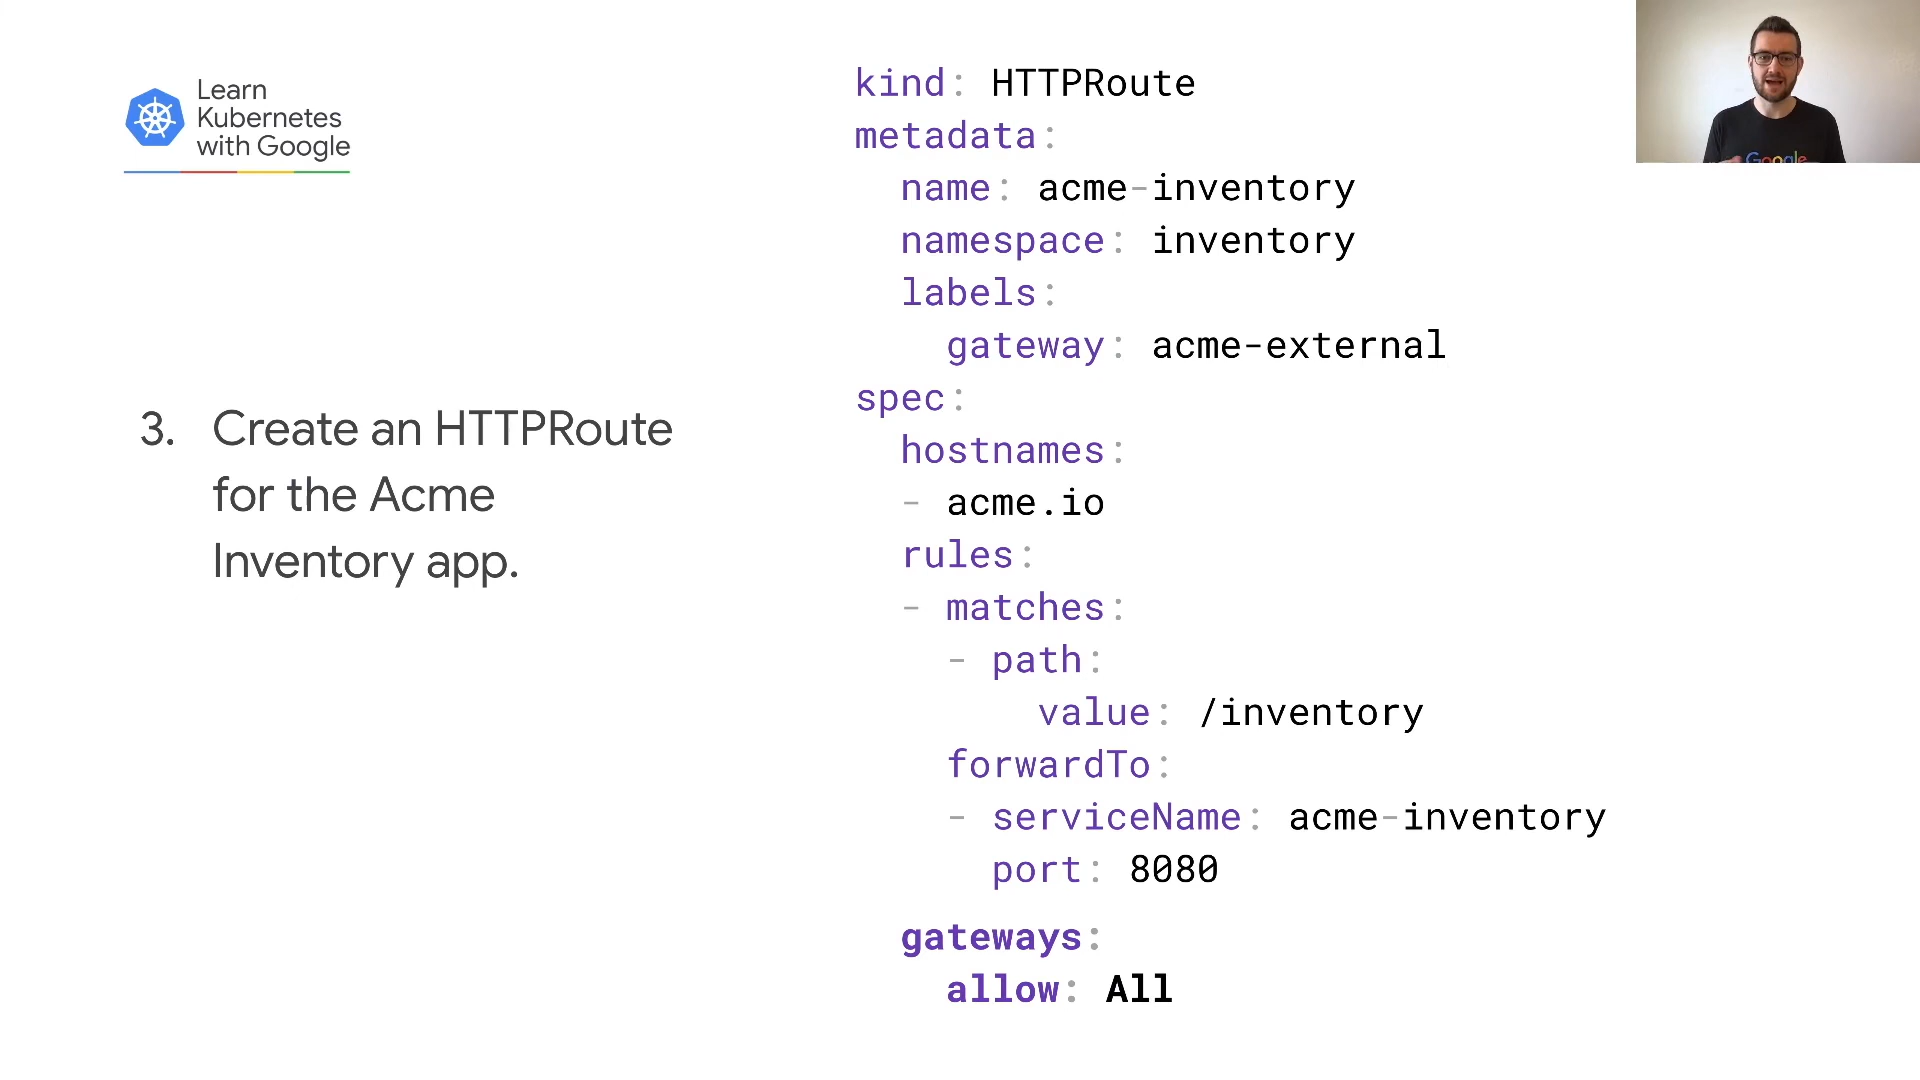 Learn
Kubernetes
with Google
3. Create an HTTPRoute
for the Acme
Inventory app.
kind: HTTPRoute
metadata:
  name: acme-inventory
  namespace: inventory
  labels:
    gateway: acme-external
spec:
  hostnames:
  - acme.io
  rules:
  - matches:
    - path:
        value: /inventory
    forwardTo:
    - serviceName: acme-inventory
      port: 8080
  gateways:
    allow: All
Google